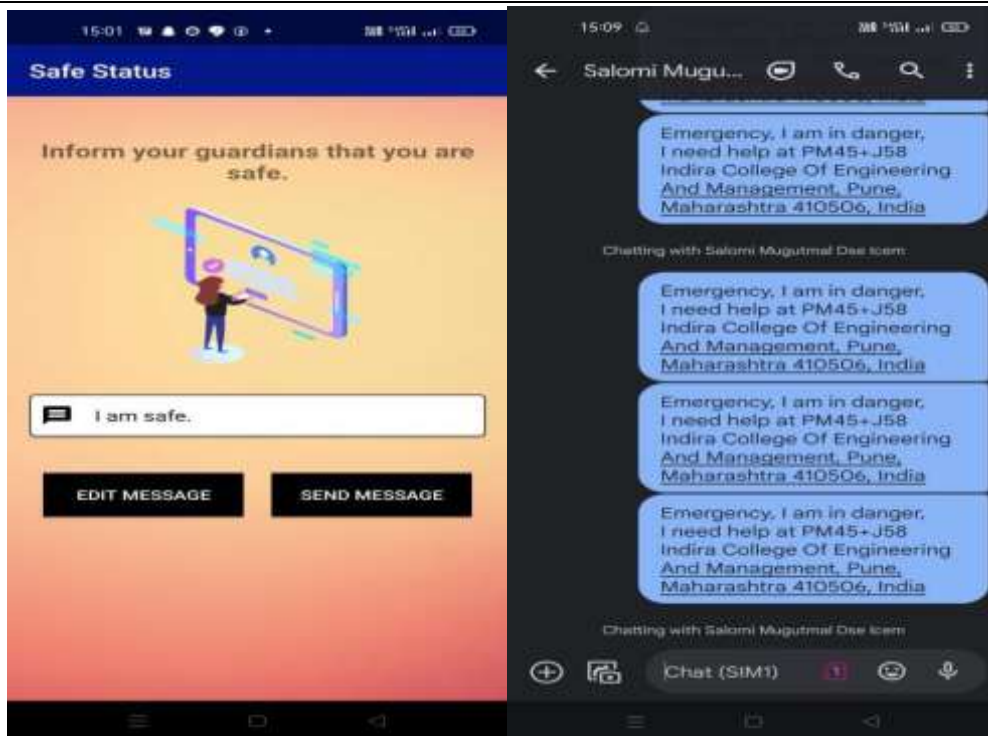 15:01
Safe Status
Inform your guardians that you are
safe.
I am safe.
EDIT MESSAGE
SEND MESSAGE
15:09
Salomi Mugu...
Emergency, I am in danger,
I need help at PM45+J58
Indira College Of Engineering
And Management, Pune,
Maharashtra 410506, India
Chatting with Salomi Mugutmal Dse Icem
Emergency, I am in danger,
I need help at PM45+J58
Indira College Of Engineering
And Management, Pune,
Maharashtra 410506, India
Emergency, I am in danger,
I need help at PM45+J58
Indira College Of Engineering
And Management, Pune,
Maharashtra 410506, India
Emergency, I am in danger,
I need help at PM45+J58
Indira College Of Engineering
And Management, Pune,
Maharashtra 410506, India
Chatting with Salomi Mugutmal Dse Icem
Chat (SIM1)
1